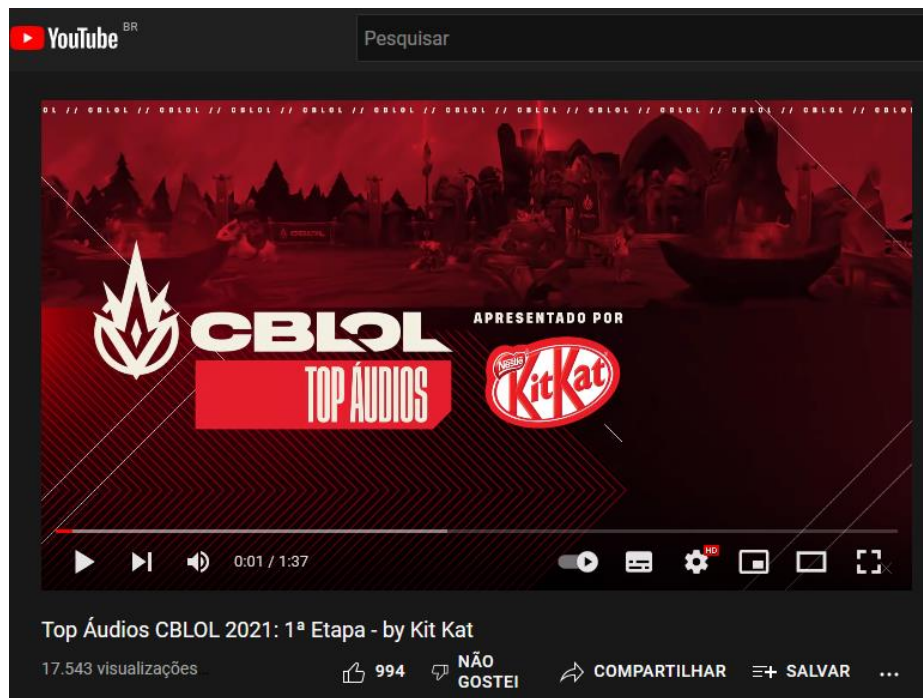 YouTube BR
Pesquisar
OL // CBLOL // CBLOL // CBLOL // CBLOL // CBLOL // CBLOL // CBLOL // CBLOL // CBLOL // CBLOL // CBLOL
CBLOL
CBLOL
TOP ÁUDIOS
APRESENTADO POR
Nestlé
KitKat
0:01 / 1:37
HD
Top Áudios CBLOL 2021: 1ª Etapa - by Kit Kat
17.543 visualizações
994
NÃO
GOSTEI
COMPARTILHAR
SALVAR